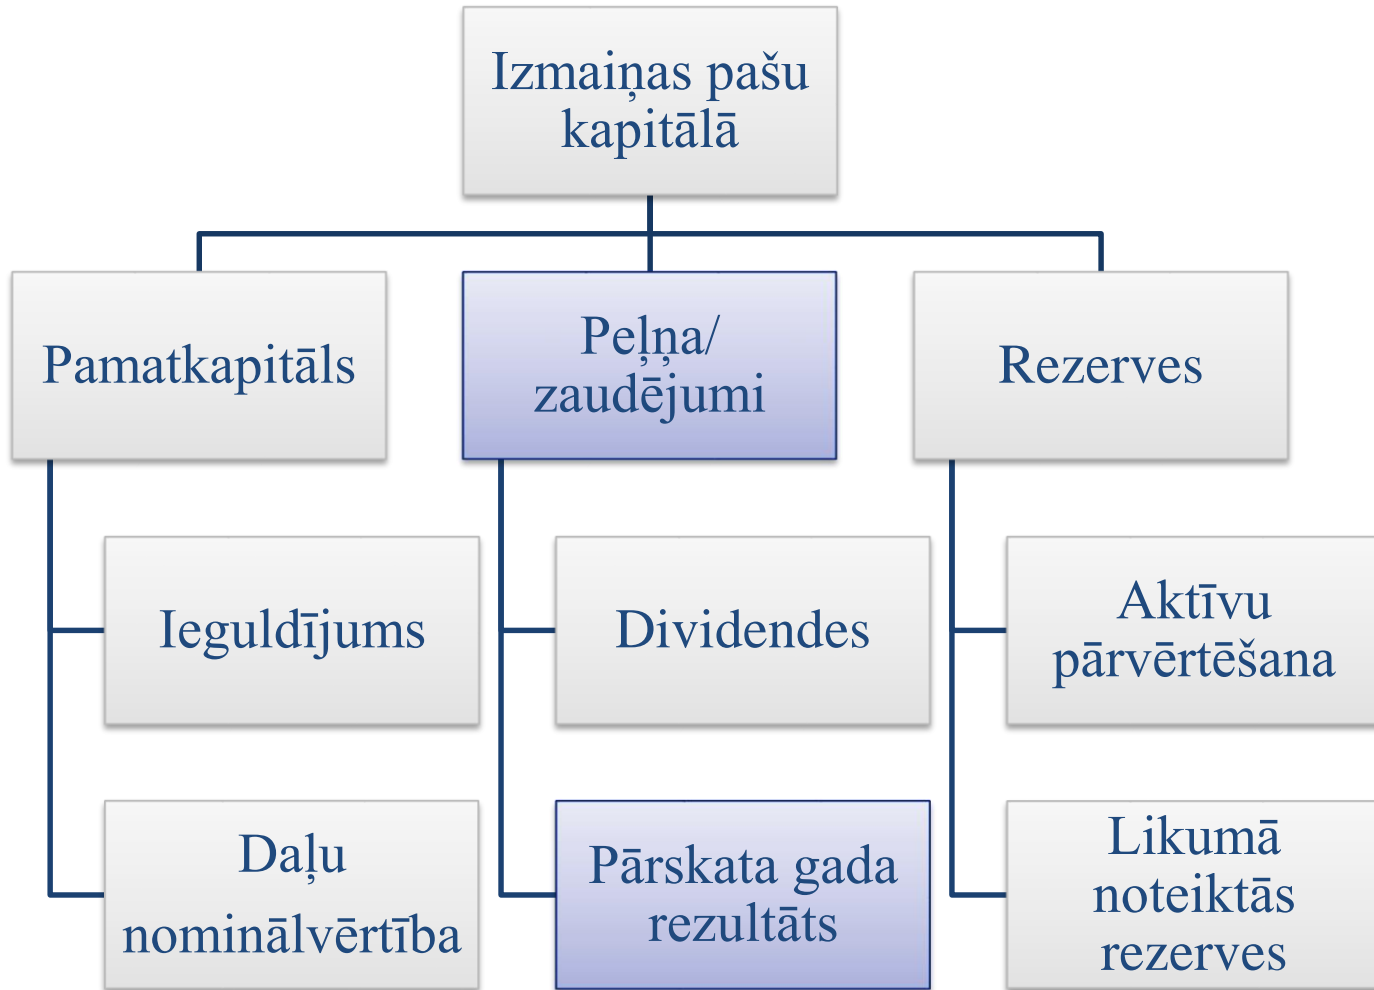 Izmaiņas pašu
kapitālā
Pamatkapitāls
Peļņa/
zaudējumi
Rezerves
Ieguldījums
Dividendes
Aktīvu
pārvērtēšana
Daļu
nominālvērtība
Pārskata gada
rezultāts
Likumā
noteiktās
rezerves